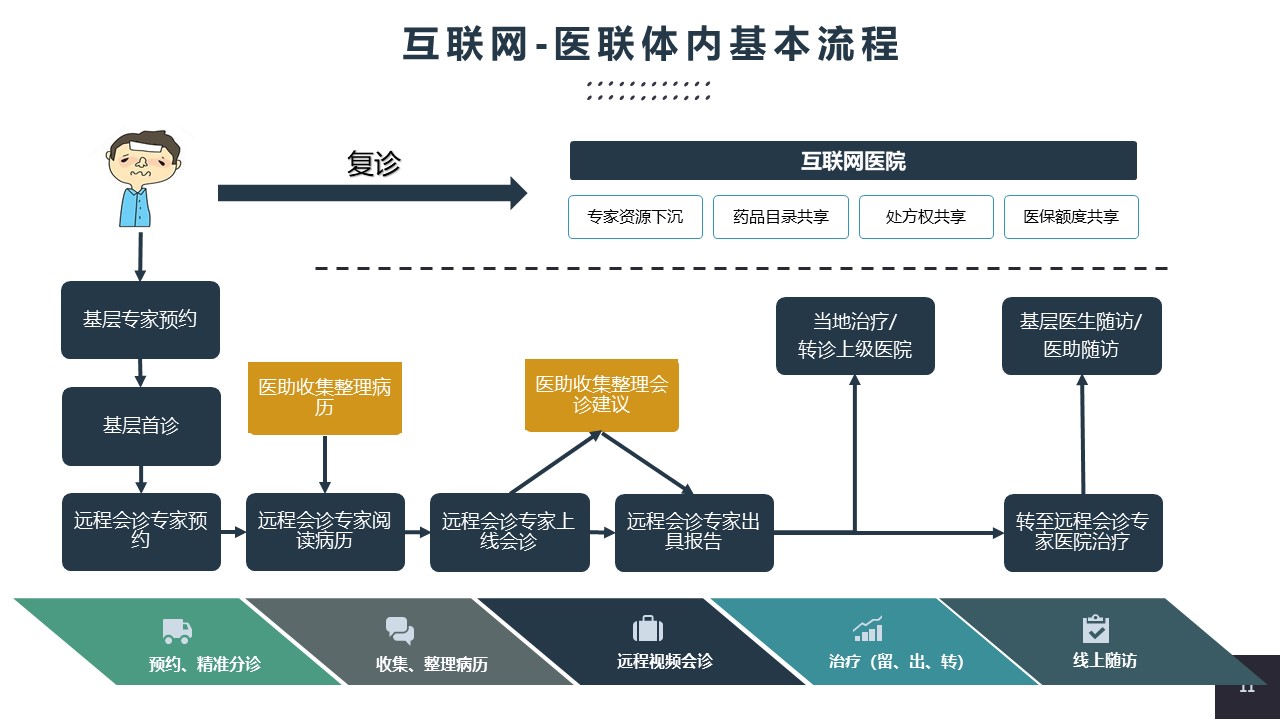 互联网-医联体内基本流程
复诊
互联网医院
专家资源下沉
药品目录共享
处方权共享
医保额度共享
基层专家预约
当地治疗/
转诊上级医院
基层医生随访/
医助随访
医助收集整理病
历
医助收集整理会
诊建议
基层首诊
远程会诊专家预
约
远程会诊专家阅
读病历
远程会诊专家上
线会诊
远程会诊专家出
具报告
转至远程会诊专
家医院治疗
预约、精准分诊
收集、整理病历
远程视频会诊
治疗（留、出、转）
线上随访
11